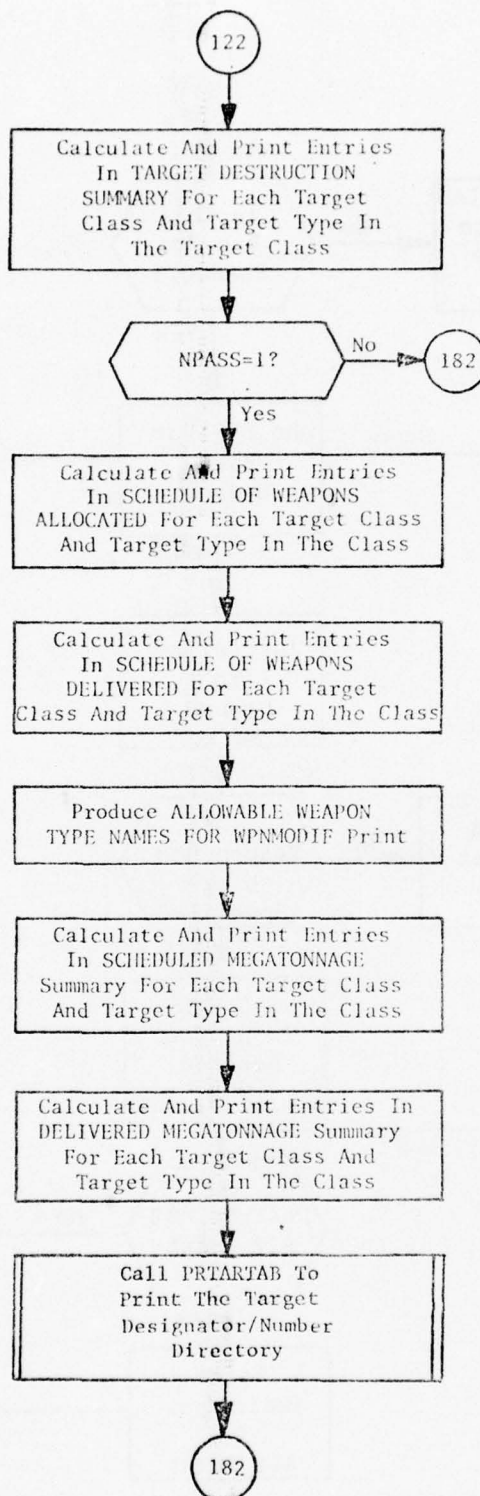 122
Calculate And Print Entries
In TARGET DESTRUCTION
SUMMARY For Each Target
Class And Target Type In
The Target Class
NPASS=1?
No
182
Yes
Calculate And Print Entries
In SCHEDULE OF WEAPONS
ALLOCATED For Each Target Class
And Target Type In The Class
Calculate And Print Entries
In SCHEDULE OF WEAPONS
DELIVERED For Each Target
Class And Target Type In The Class
Produce ALLOWABLE WEAPON
TYPE NAMES FOR WPNMODIF Print
Calculate And Print Entries
In SCHEDULED MEGATONNAGE
Summary For Each Target Class
And Target Type In The Class
Calculate And Print Entries In
DELIVERED MEGATONNAGE Summary
For Each Target Class And
Target Type In The Class
Call PRTARTAB To
Print The Target
Designator/Number
Directory
182